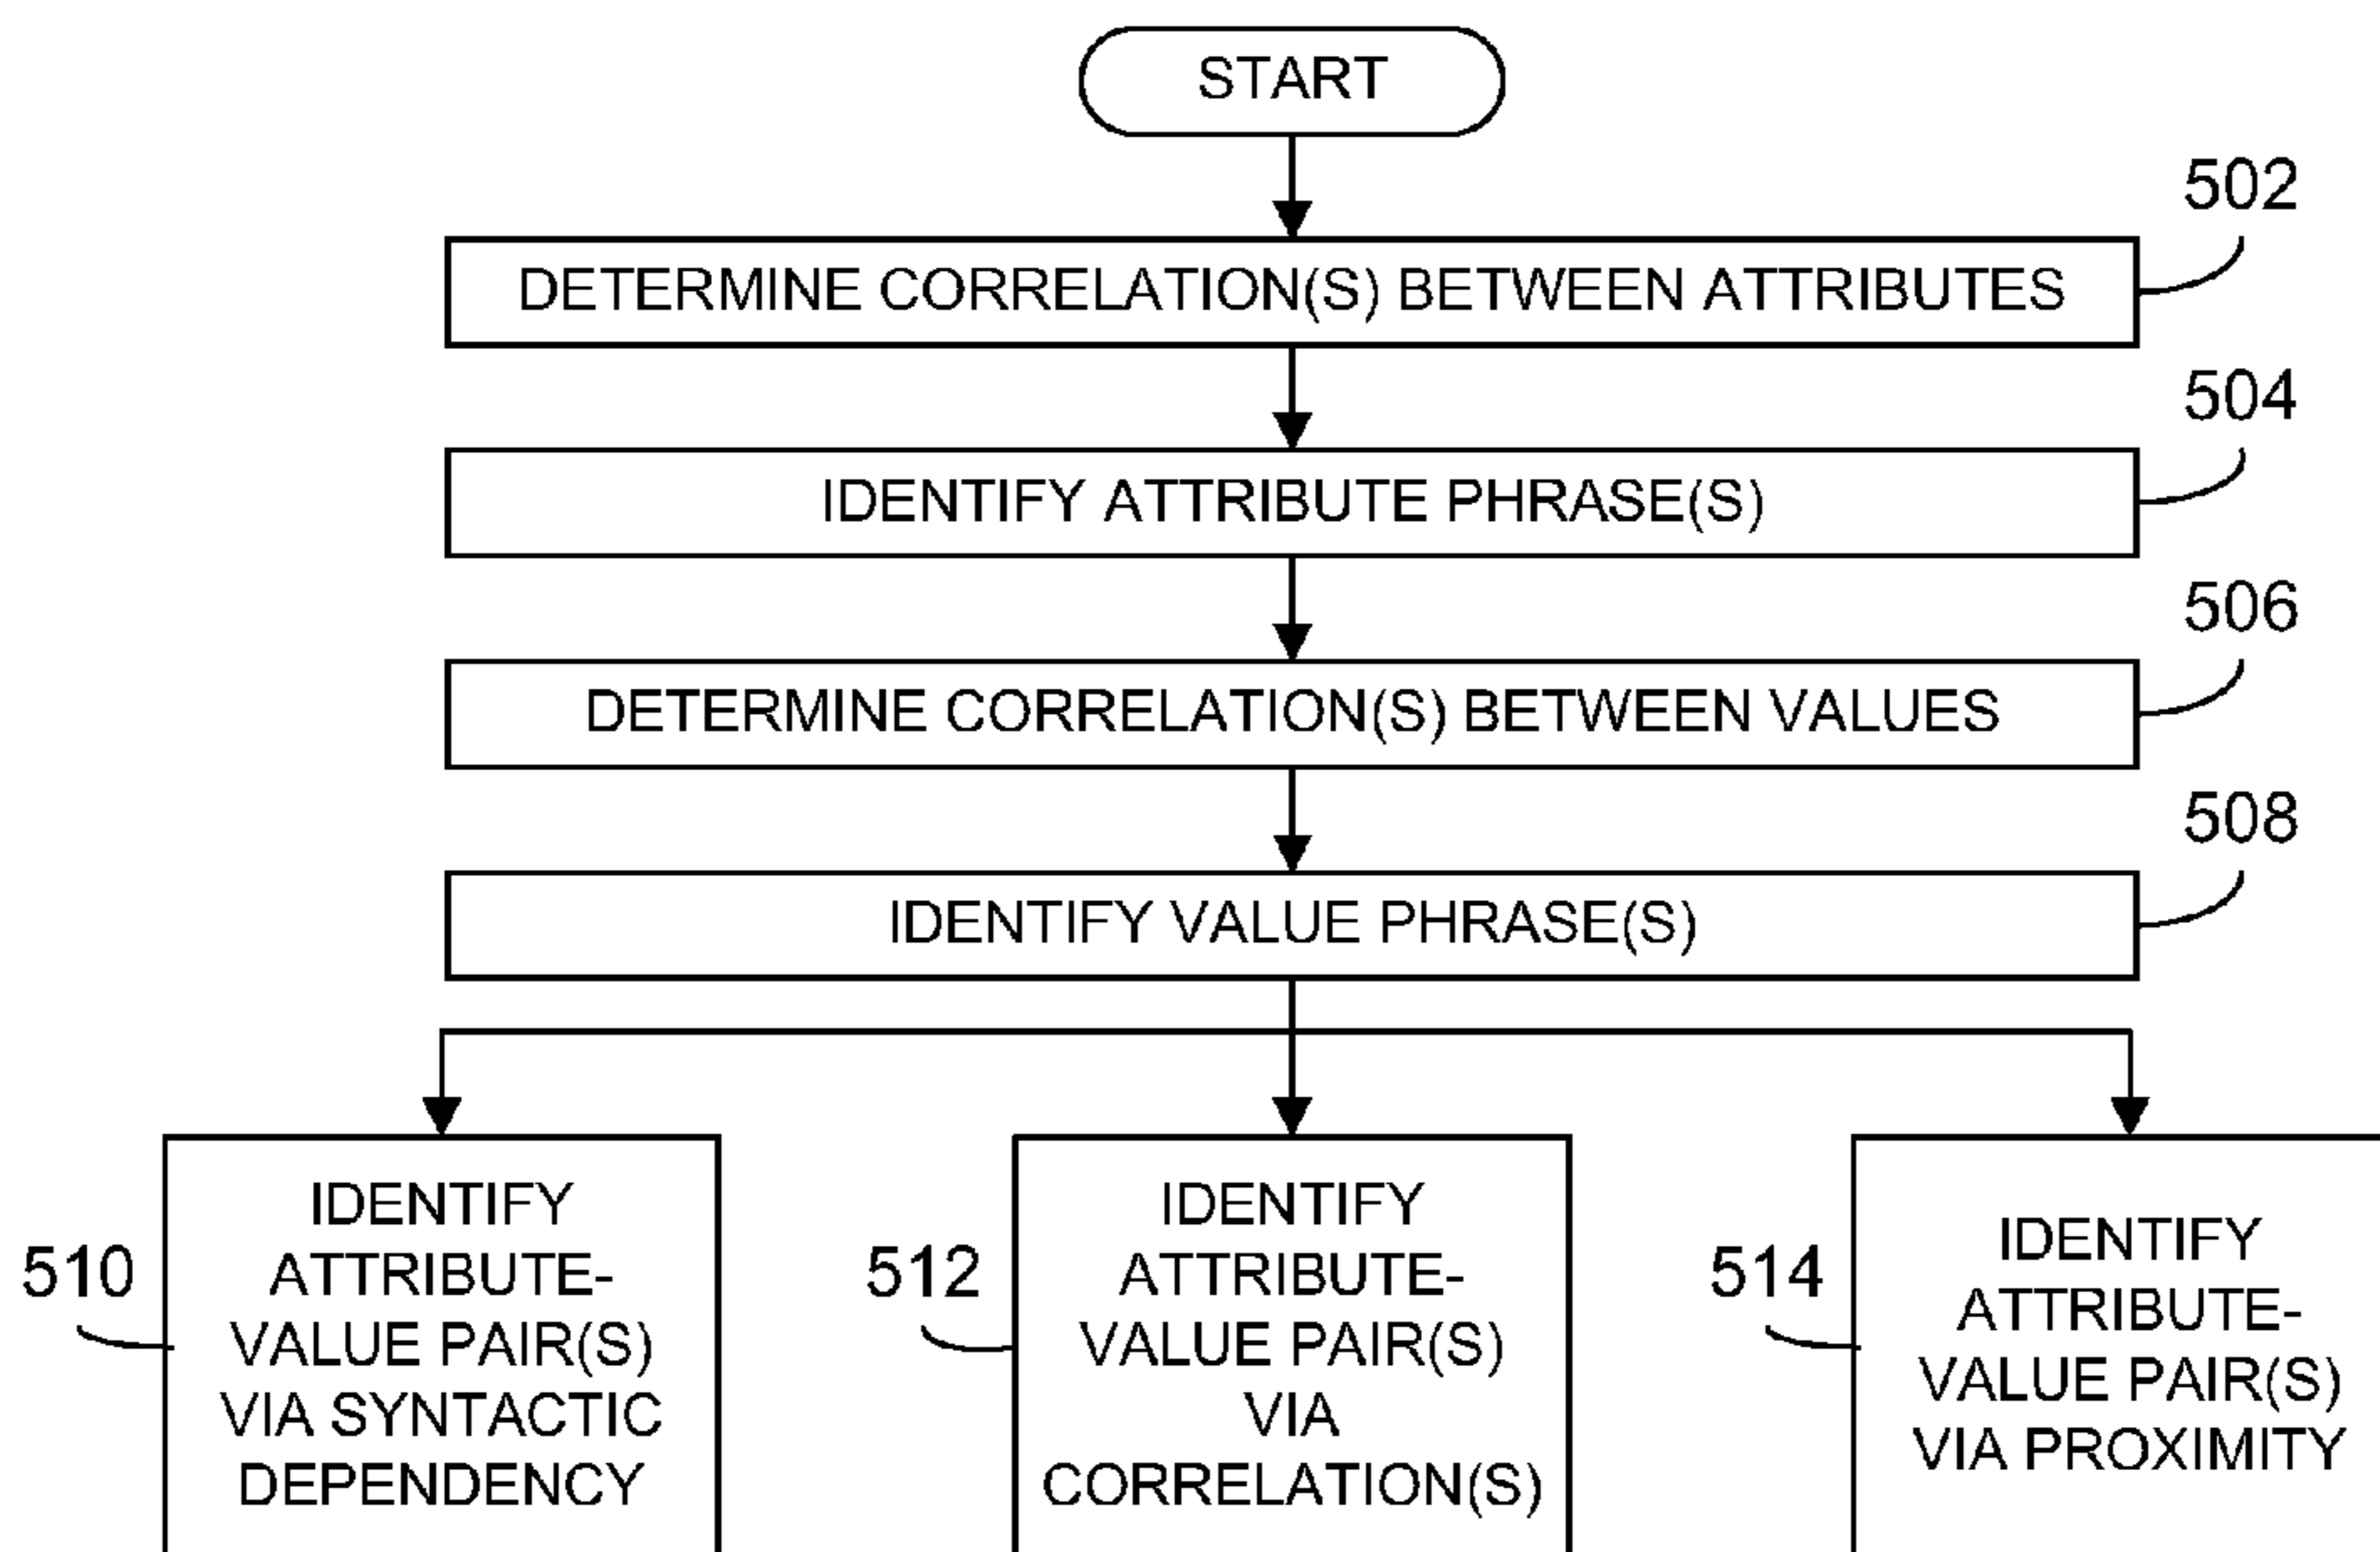 START
502
DETERMINE CORRELATION(S) BETWEEN ATTRIBUTES
504
IDENTIFY ATTRIBUTE PHRASE(S)
506
DETERMINE CORRELATION(S) BETWEEN VALUES
508
IDENTIFY VALUE PHRASE(S)
510
IDENTIFY
ATTRIBUTE-
VALUE PAIR(S)
VIA SYNTACTIC
DEPENDENCY
512
IDENTIFY
ATTRIBUTE-
VALUE PAIR(S)
VIA
CORRELATION(S)
514
IDENTIFY
ATTRIBUTE-
VALUE PAIR(S)
VIA PROXIMITY